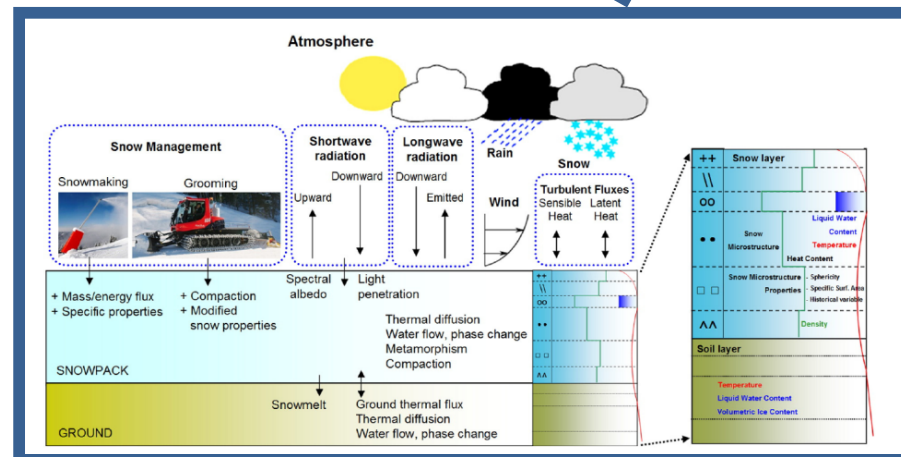 Atmosphere
Snow Management
Snowmaking
Grooming
Shortwave
radiation
Downward
Upward
Longwave
radiation
Downward
Emitted
Rain
Snow
Wind
Turbulent Fluxes
Sensible
Heat
Latent
Heat
+ Mass/energy flux
+ Specific properties
+ Compaction
+ Modified
snow properties
Spectral
albedo
Light
penetration
Thermal diffusion
Water flow, phase change
Metamorphism
Compaction
SNOWPACK
Snowmelt
Ground thermal flux
Thermal diffusion
Water flow, phase change
GROUND
++
\\
oo
••
□ □
^^
++
Snow layer
\\
oo
Liquid Water
Content
••
Snow
Microstructure
Temperature
Heat Content
□ □
Snow Microstructure
Properties
- Sphericity
- Specific Surf. Area
- Historical variable
^^
Density
Soil layer
Temperature
Liquid Water Content
Volumetric Ice Content